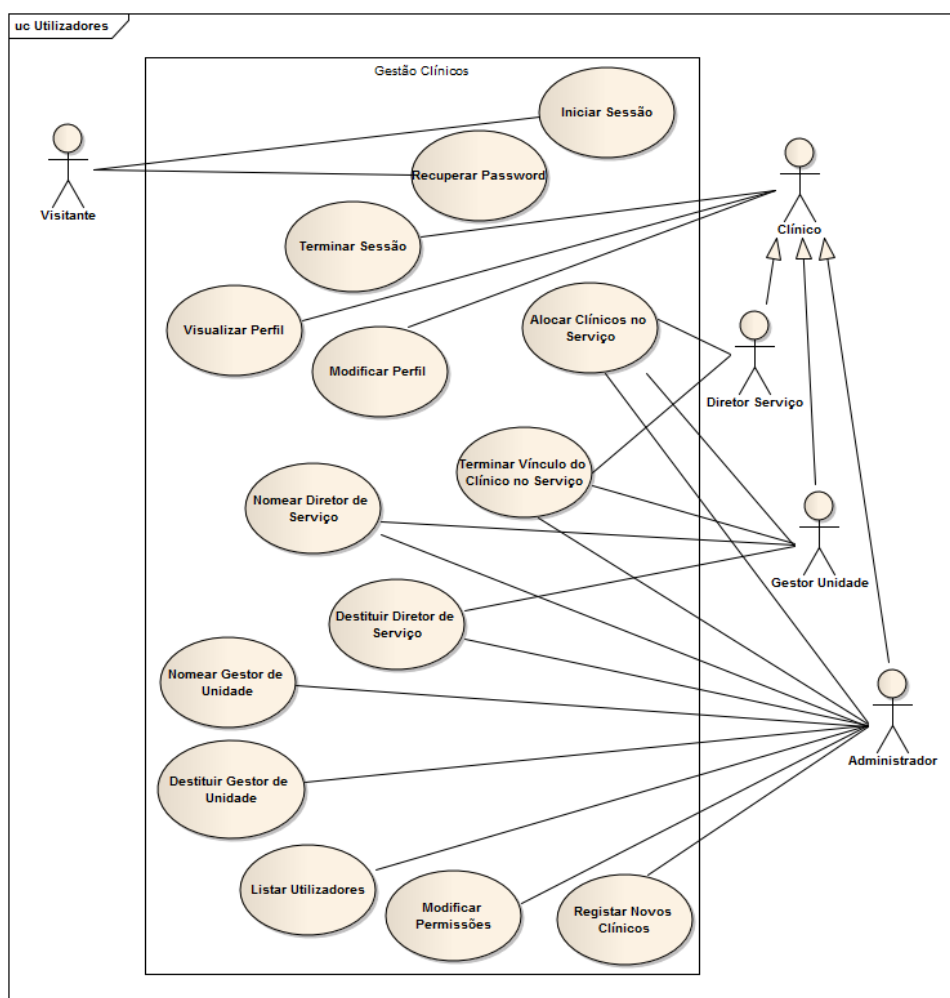 uc Utilizadores
Gestão Clínicos
Iniciar Sessão
Visitante
Recuperar Password
Clínico
Terminar Sessão
Visualizar Perfil
Alocar Clínicos no
Serviço
Modificar Perfil
Diretor Serviço
Terminar Vínculo do
Clínico no Serviço
Nomear Diretor de
Serviço
Gestor Unidade
Destituir Diretor de
Serviço
Nomear Gestor de
Unidade
Administrador
Destituir Gestor de
Unidade
Listar Utilizadores
Modificar
Permissões
Registar Novos
Clínicos